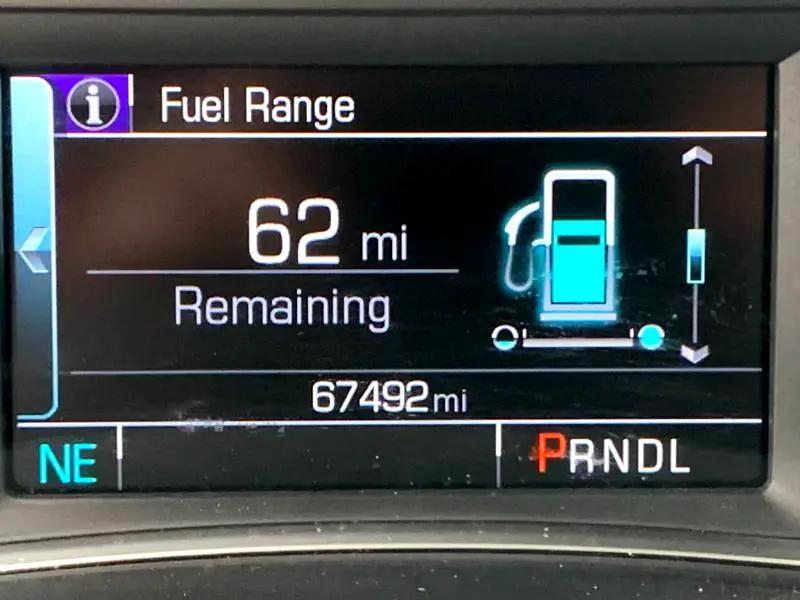 i Fuel Range
62 mi
Remaining
67492mi
NE PRNDL